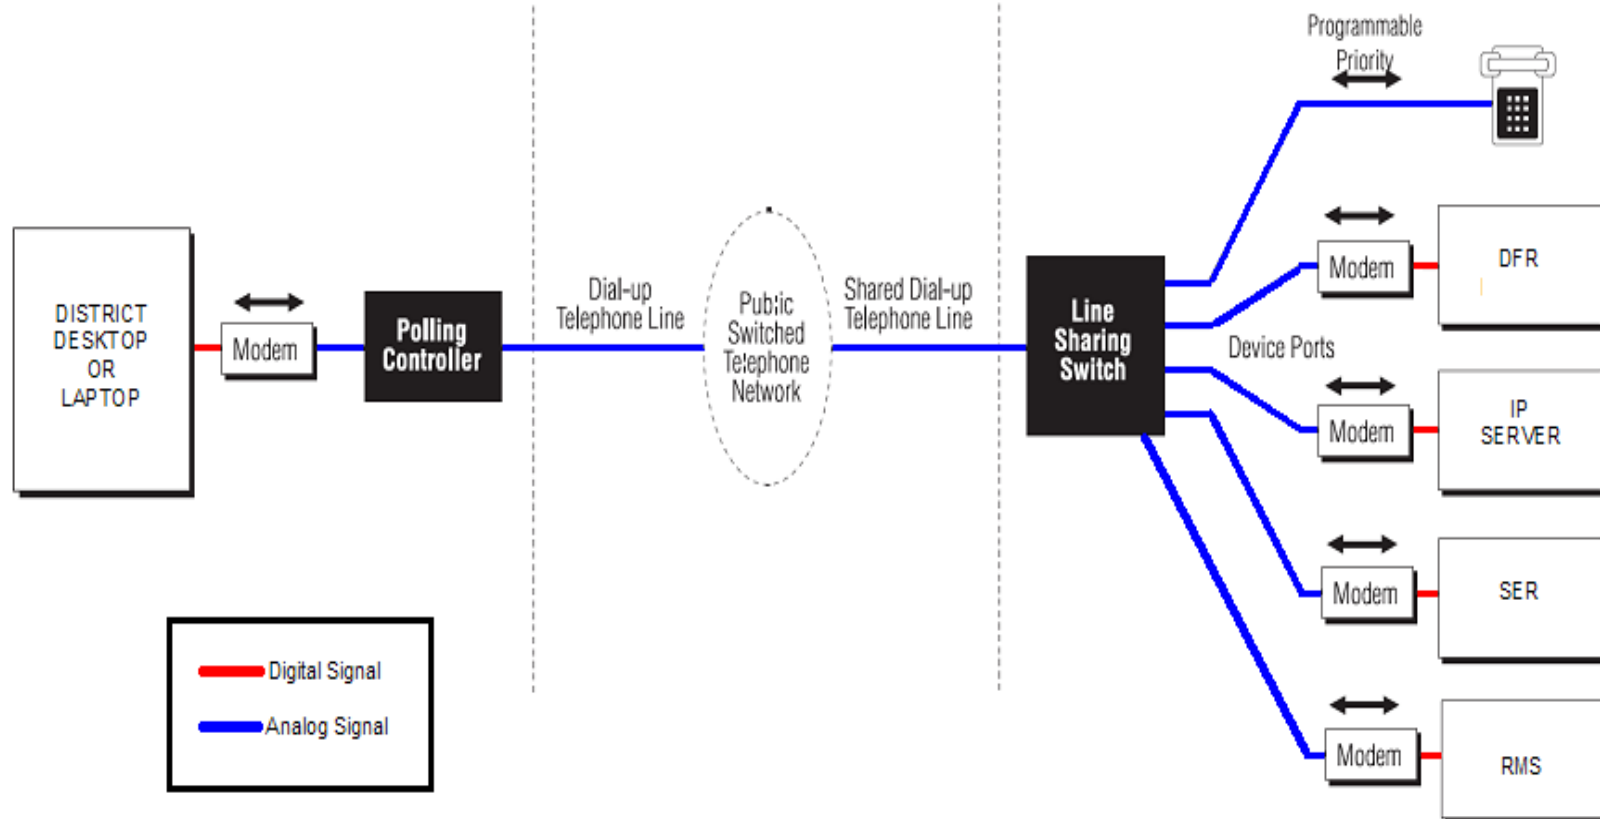 Programmable
Priority
DISTRICT
DESKTOP
OR
LAPTOP
Modem
Polling
Controller
Dial-up
Telephone Line
Public
Switched
Telephone
Network
Shared Dial-up
Telephone Line
Line
Sharing
Switch
Device Ports
Modem
DFR
Modem
IP
SERVER
Modem
SER
Modem
RMS
Digital Signal
Analog Signal